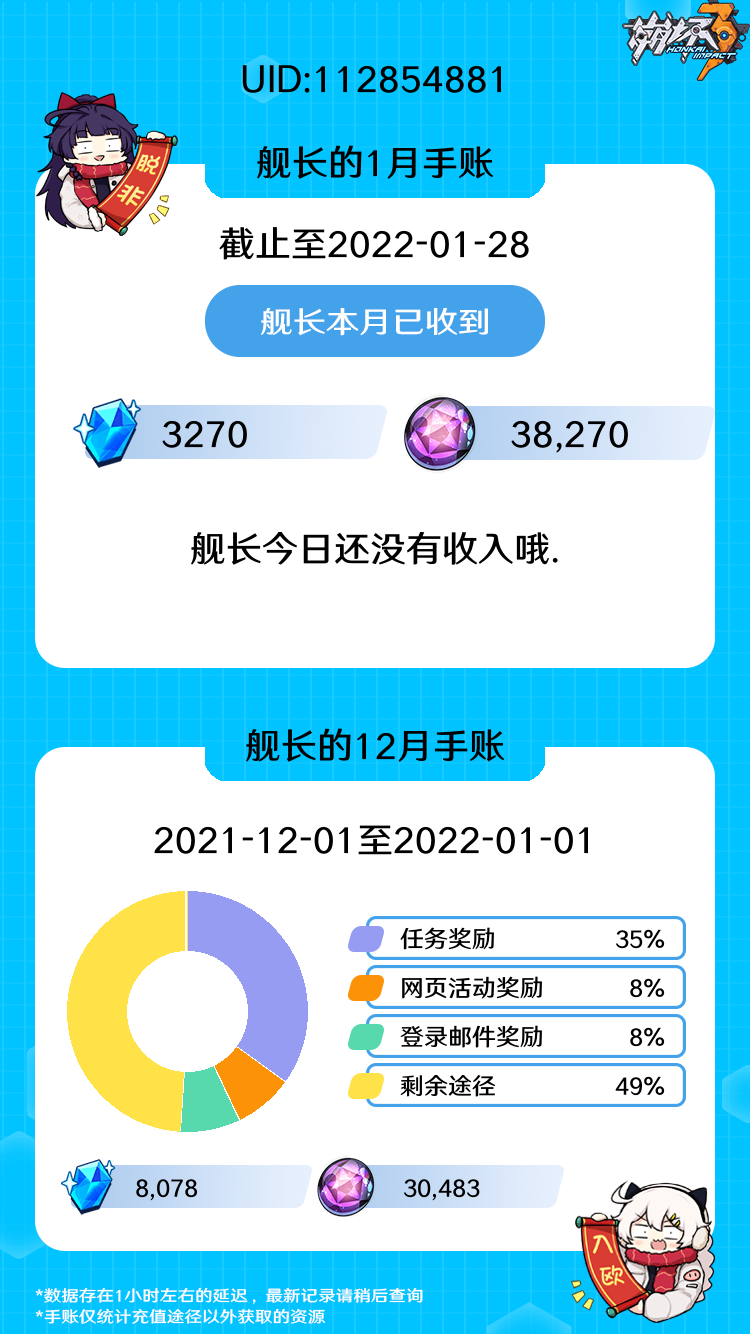 崩坏3
HONKAI
IMPACT
UID:112854881
脱非
舰长的1月手账
截止至2022-01-28
舰长本月已收到
3270
38,270
舰长今日还没有收入哦.
舰长的12月手账
2021-12-01至2022-01-01
任务奖励 35%
网页活动奖励 8%
登录邮件奖励 8%
剩余途径 49%
8,078
30,483
入欧
*数据存在1小时左右的延迟，最新记录请稍后查询
*手账仅统计充值途径以外获取的资源